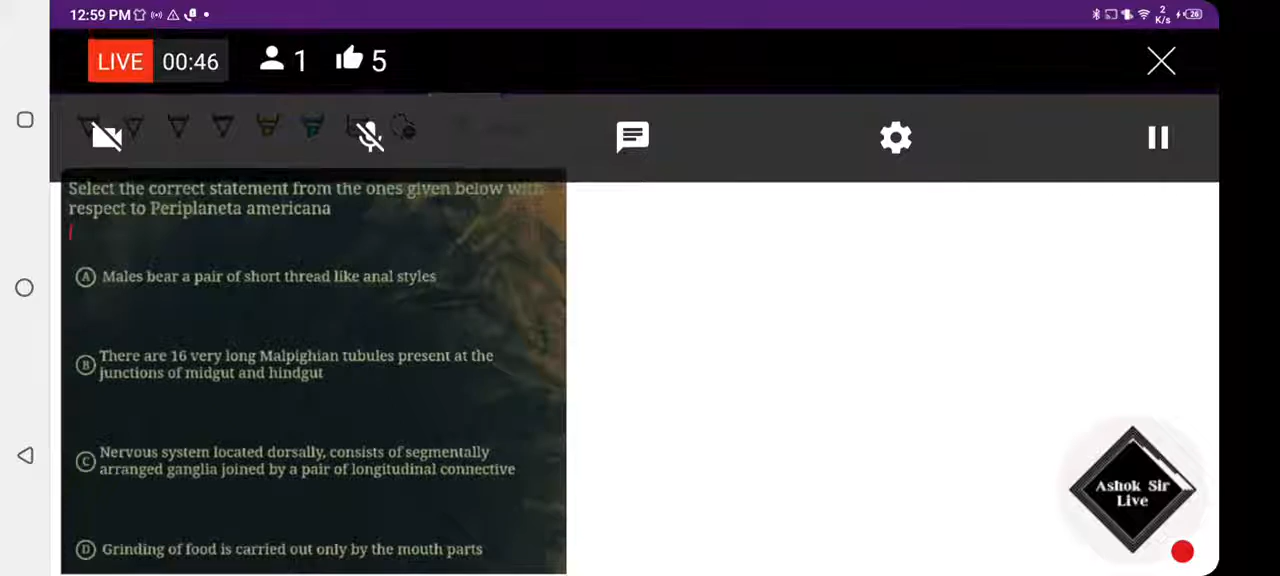 12:59 PM
2
K/s
26
LIVE 00:46 1 5
Select the correct statement from the ones given below with
respect to Periplaneta americana
A Males bear a pair of short thread like anal styles
B There are 16 very long Malpighian tubules present at the
junctions of midgut and hindgut
C Nervous system located dorsally, consists of segmentally
arranged ganglia joined by a pair of longitudinal connective
D Grinding of food is carried out only by the mouth parts
Ashok Sir
Live